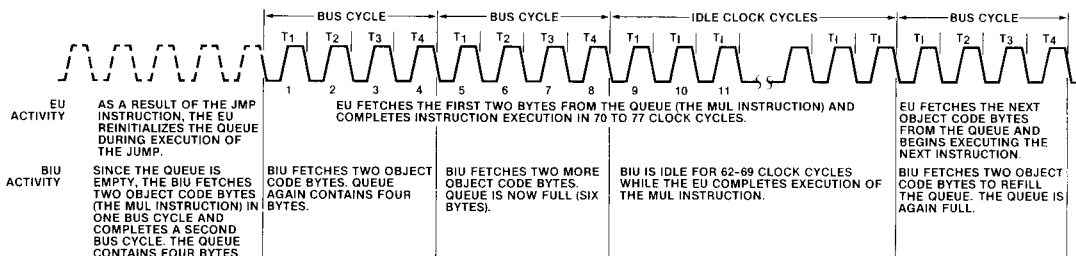 BUS CYCLE BUS CYCLE IDLE CLOCK CYCLES BUS CYCLE
T1 T2 T3 T4 T1 T2 T3 T4 T1 TI TI TI TI T1 T2 T3 T4
1 2 3 4 5 6 7 8 9 10 11
EU
ACTIVITY
AS A RESULT OF THE JMP
INSTRUCTION, THE EU
REINITIALIZES THE QUEUE
DURING EXECUTION OF
THE JUMP.
EU FETCHES THE FIRST TWO BYTES FROM THE QUEUE (THE MUL INSTRUCTION) AND
COMPLETES INSTRUCTION EXECUTION IN 70 TO 77 CLOCK CYCLES.
EU FETCHES THE NEXT
OBJECT CODE BYTES
FROM THE QUEUE AND
BEGINS EXECUTING THE
NEXT INSTRUCTION.
BIU
ACTIVITY
SINCE THE QUEUE IS
EMPTY, THE BIU FETCHES
TWO OBJECT CODE BYTES
(THE MUL INSTRUCTION) IN
ONE BUS CYCLE AND
COMPLETES A SECOND
BUS CYCLE. THE QUEUE
CONTAINS FOUR BYTES.
BIU FETCHES TWO OBJECT
CODE BYTES. QUEUE
AGAIN CONTAINS FOUR
BYTES.
BIU FETCHES TWO MORE
OBJECT CODE BYTES.
QUEUE IS NOW FULL (SIX
BYTES).
BIU IS IDLE FOR 62-69 CLOCK CYCLES
WHILE THE EU COMPLETES EXECUTION OF
THE MUL INSTRUCTION.
BIU FETCHES TWO OBJECT
CODE BYTES TO REFILL
THE QUEUE. THE QUEUE IS
AGAIN FULL.